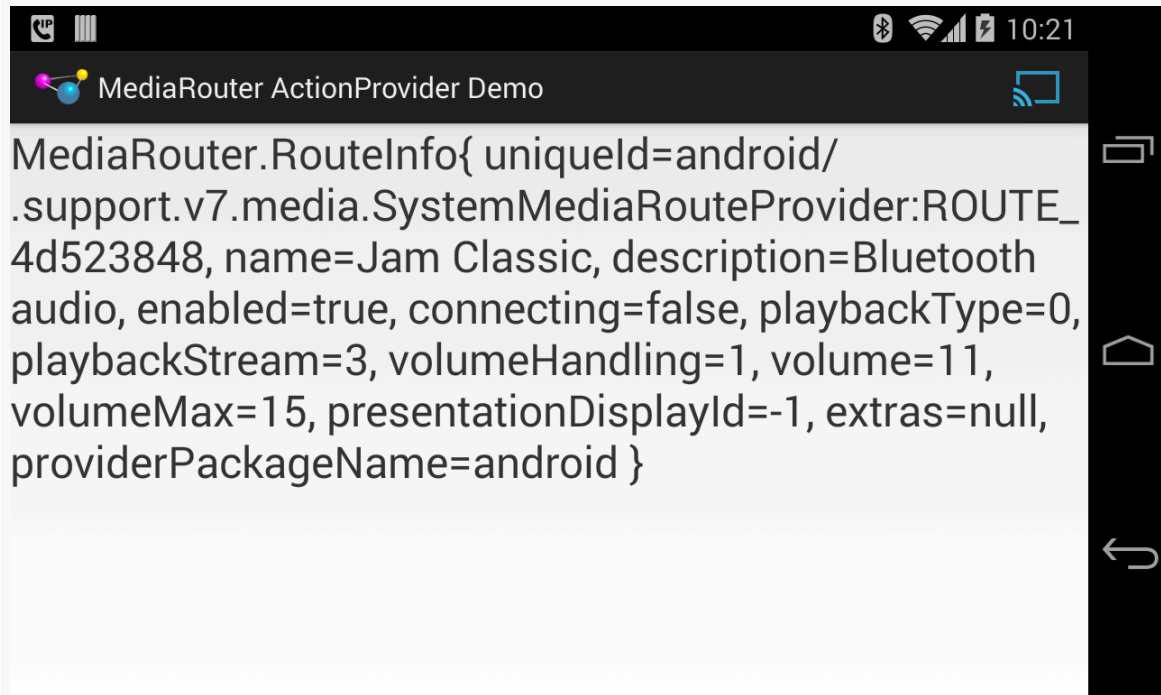 IP
10:21
MediaRouter ActionProvider Demo
MediaRouter.RouteInfo{ uniqueId=android/
.support.v7.media.SystemMediaRouteProvider:ROUTE_
4d523848, name=Jam Classic, description=Bluetooth
audio, enabled=true, connecting=false, playbackType=0,
playbackStream=3, volumeHandling=1, volume=11,
volumeMax=15, presentationDisplayId=-1, extras=null,
providerPackageName=android }